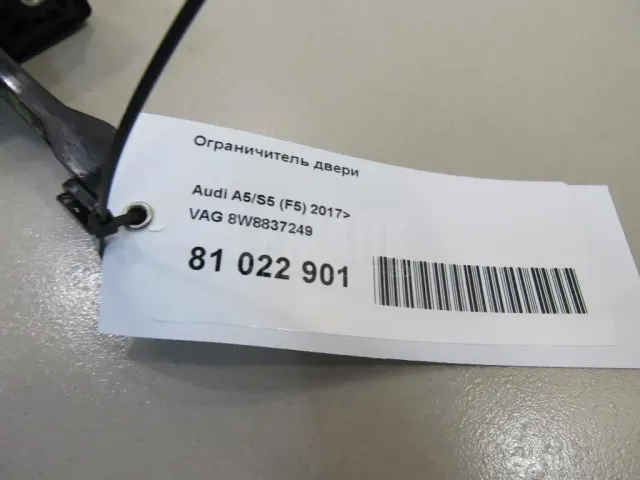 Ограничитель двери
Audi A5/S5 (F5) 2017>
VAG 8W8837249
81 022 901